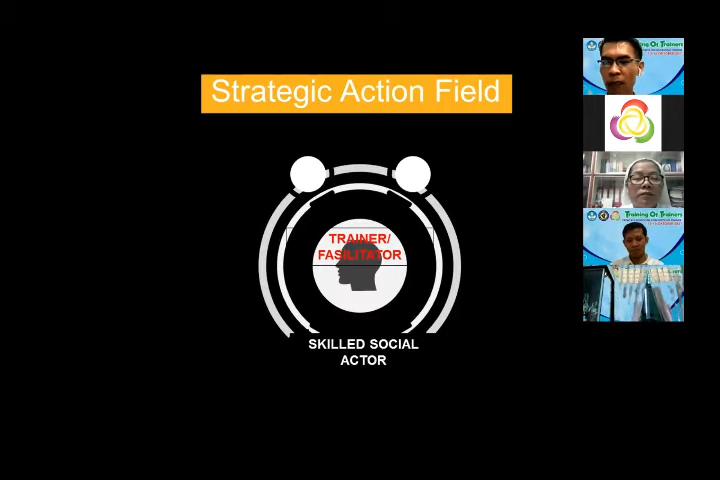 Strategic Action Field
TRAINER/
FASILITATOR
SKILLED SOCIAL
ACTOR
Training Of Trainers
Training Of Trainers